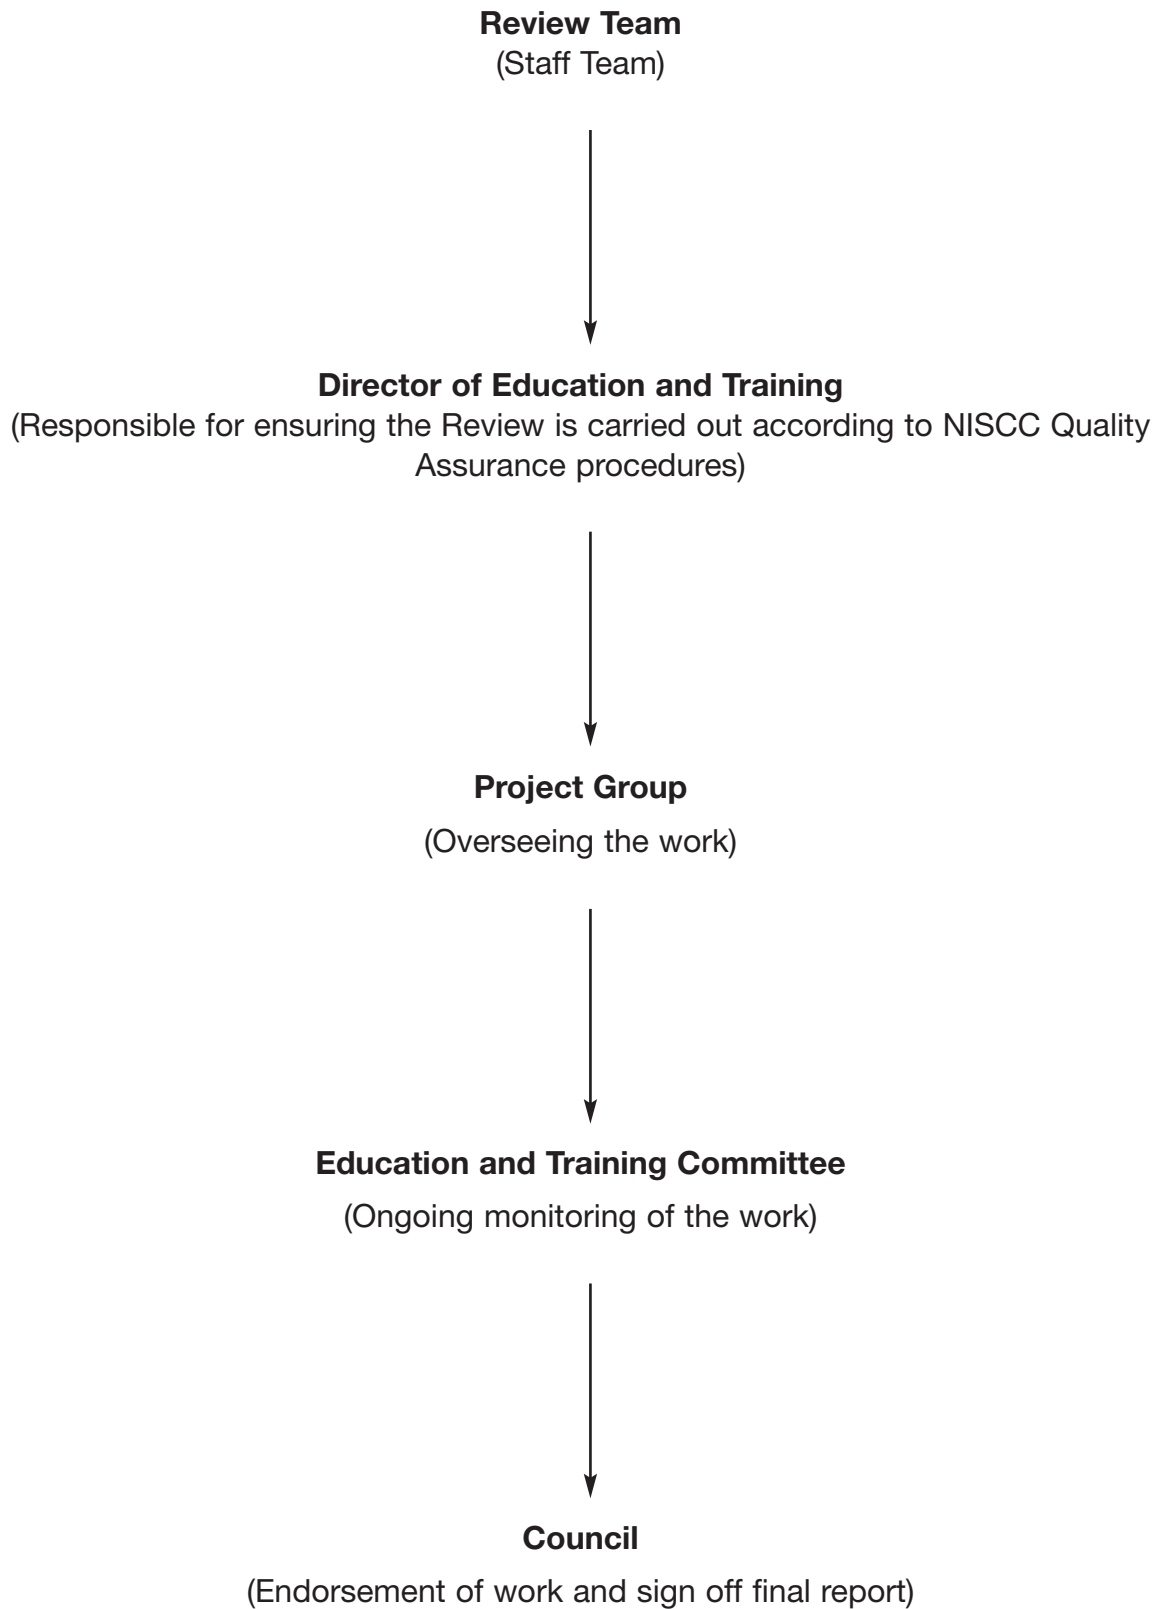 Review Team
(Staff Team)
Director of Education and Training
(Responsible for ensuring the Review is carried out according to NISCC Quality
Assurance procedures)
Project Group
(Overseeing the work)
Education and Training Committee
(Ongoing monitoring of the work)
Council
(Endorsement of work and sign off final report)